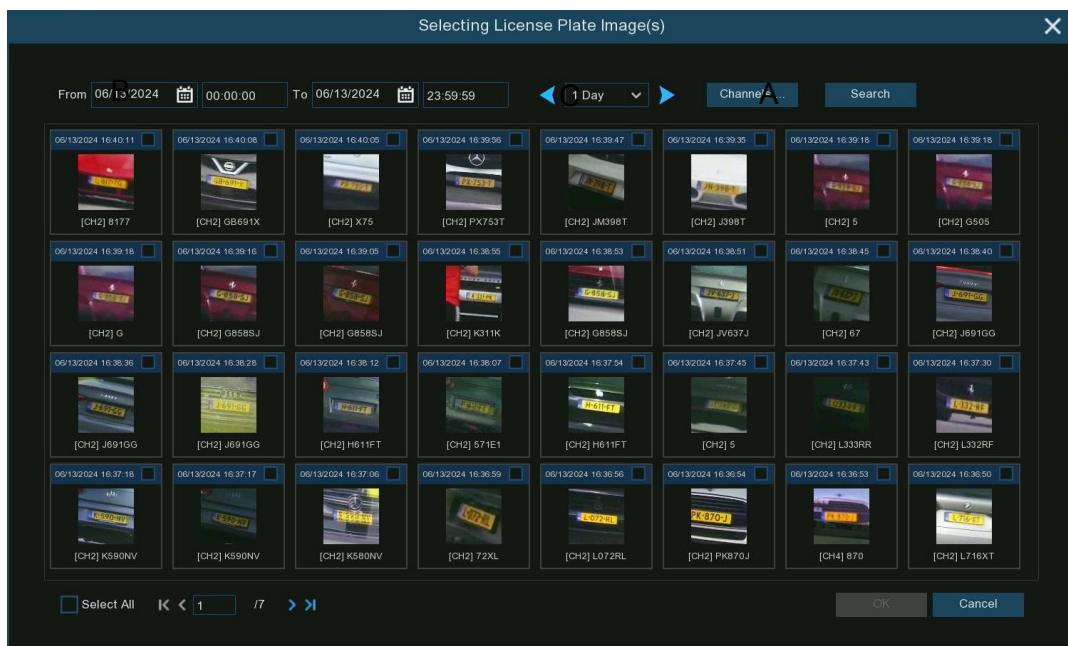 Selecting License Plate Image(s)
From 06/13/2024 00:00:00 To 06/13/2024 23:59:59 1 Day Channel... Search
B C A
06/13/2024 16:40:11 06/13/2024 16:40:08 06/13/2024 16:40:05 06/13/2024 16:39:56 06/13/2024 16:39:47 06/13/2024 16:39:35 06/13/2024 16:39:18 06/13/2024 16:39:18
[CH2] 8177 [CH2] GB691X [CH2] X75 [CH2] PX753T [CH2] JM398T [CH2] J398T [CH2] 5 [CH2] G505
06/13/2024 16:39:18 06/13/2024 16:39:16 06/13/2024 16:39:05 06/13/2024 16:38:55 06/13/2024 16:38:53 06/13/2024 16:38:51 06/13/2024 16:38:45 06/13/2024 16:38:40
[CH2] G [CH2] G858SJ [CH2] G858SJ [CH2] K311K [CH2] G858SJ [CH2] JV637J [CH2] 67 [CH2] J691GG
06/13/2024 16:38:36 06/13/2024 16:38:28 06/13/2024 16:38:12 06/13/2024 16:38:07 06/13/2024 16:37:54 06/13/2024 16:37:45 06/13/2024 16:37:43 06/13/2024 16:37:30
[CH2] J691GG [CH2] J691GG [CH2] H611FT [CH2] 571E1 [CH2] H611FT [CH2] 5 [CH2] L333RR [CH2] L332RF
06/13/2024 16:37:18 06/13/2024 16:37:17 06/13/2024 16:37:06 06/13/2024 16:36:59 06/13/2024 16:36:56 06/13/2024 16:36:54 06/13/2024 16:36:53 06/13/2024 16:36:50
PK-870-J
[CH2] K590NV [CH2] K590NV [CH2] K580NV [CH2] 72XL [CH2] L072RL [CH2] PK870J [CH4] 870 [CH2] L716XT
Select All 1 /7 OK Cancel